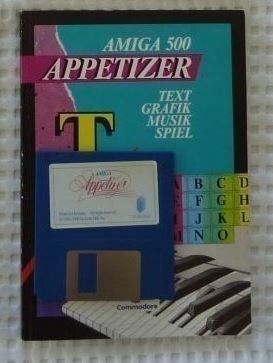 AMIGA 500
APPETIZER
TEXT
GRAFIK
MUSIK
SPIEL
T
AMIGA
Appetizer
A B C D
E F G H
I J K L
M N O
Commodore